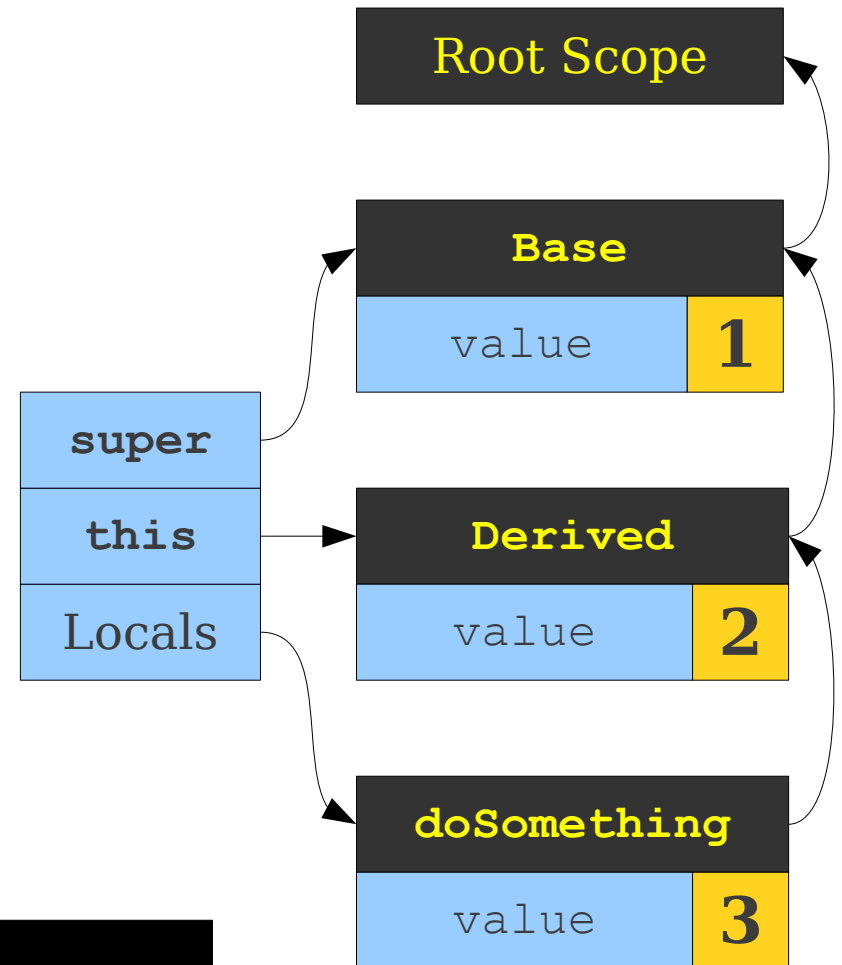 Root Scope
Base
value 1
super
this
Locals
Derived
value 2
doSomething
value 3